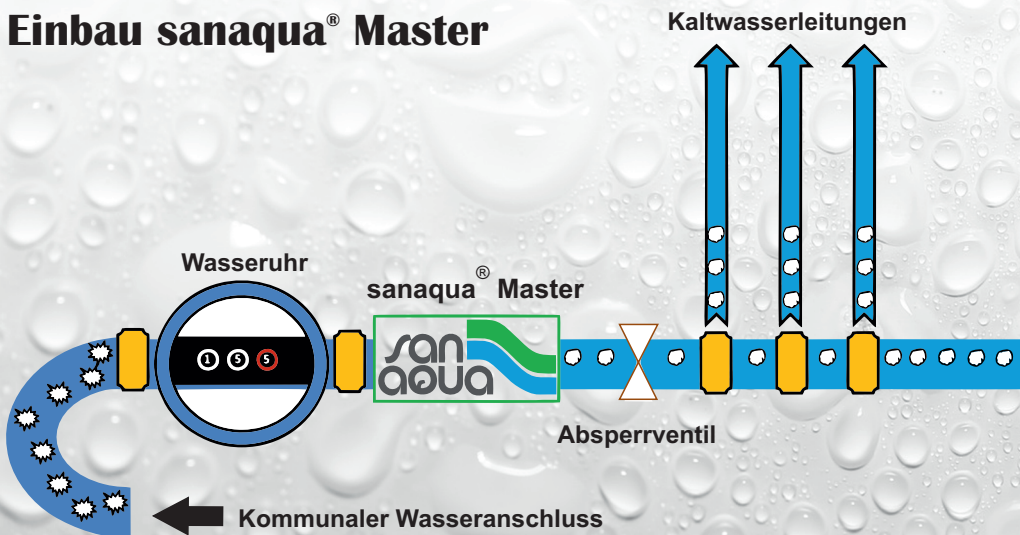 Einbau sanaqua® Master
Kaltwasserleitungen
Wasseruhr
sanaqua® Master
1 5 5
san
aqua
Absperrventil
Kommunaler Wasseranschluss